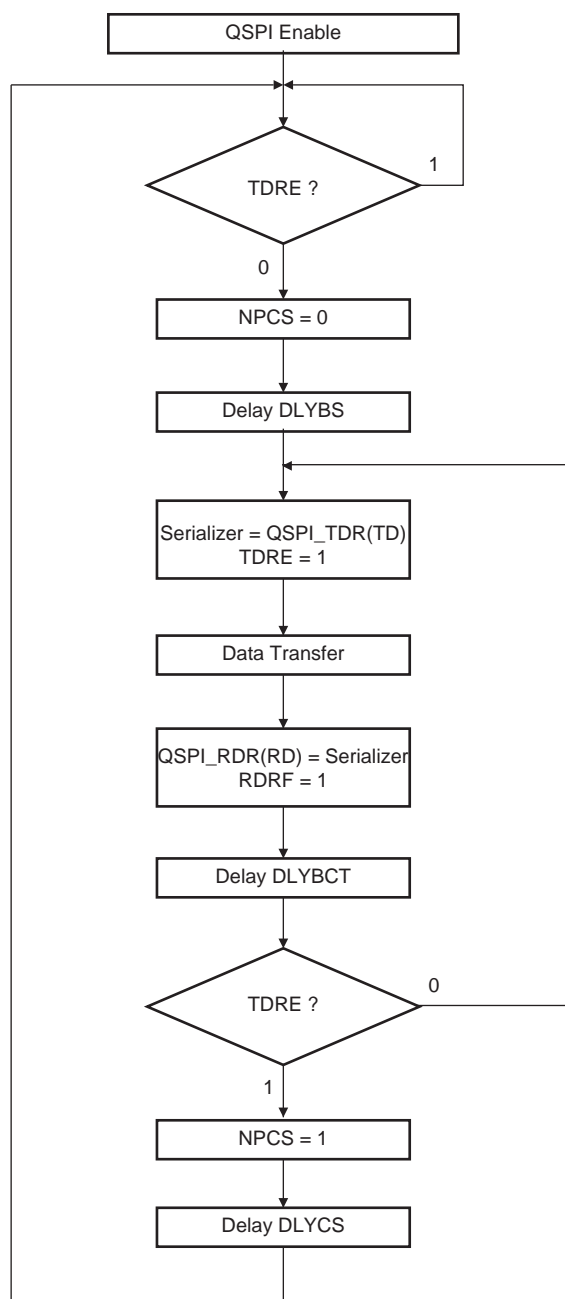 QSPI Enable
1
TDRE ?
0
NPCS = 0
Delay DLYBS
Serializer = QSPI_TDR(TD)
TDRE = 1
Data Transfer
QSPI_RDR(RD) = Serializer
RDRF = 1
Delay DLYBCT
0
TDRE ?
1
NPCS = 1
Delay DLYCS